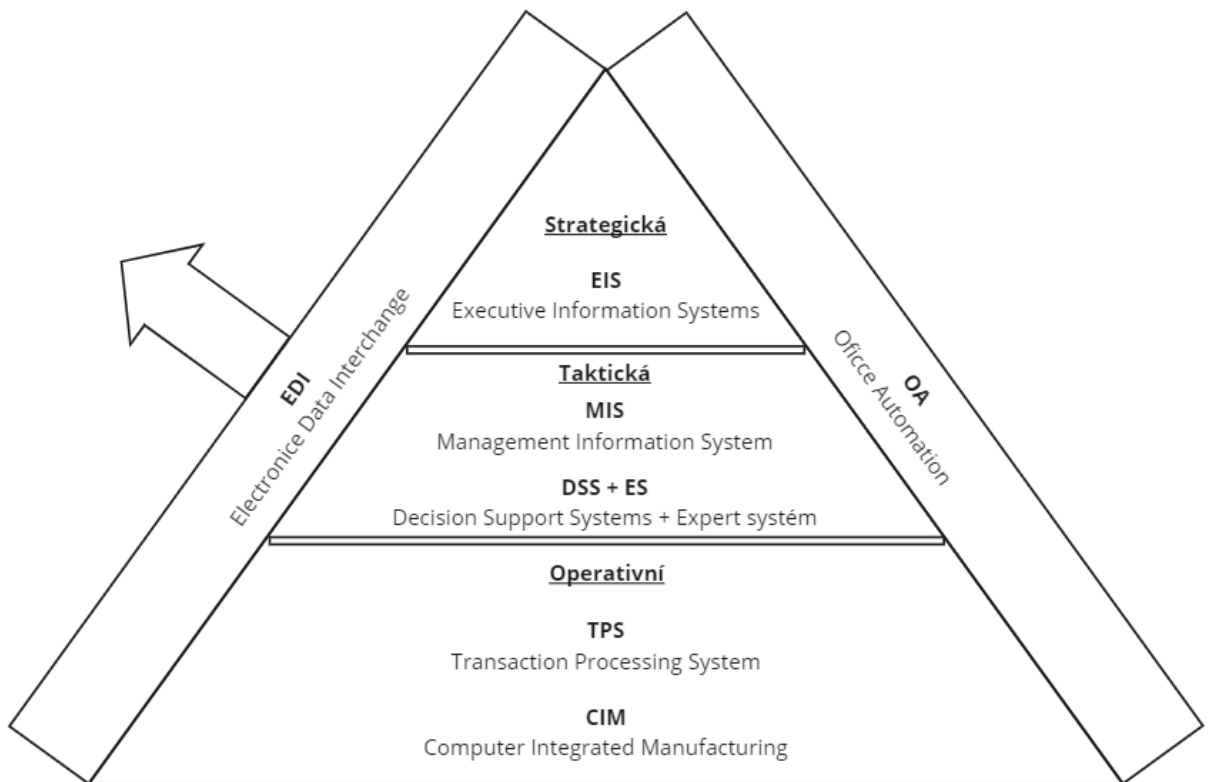 Strategická
EIS
Executive Information Systems
Taktická
MIS
Management Information System
DSS + ES
Decision Support Systems + Expert systém
Operativní
TPS
Transaction Processing System
CIM
Computer Integrated Manufacturing
EDI
Electronice Data Interchange
OA
Oficce Automation